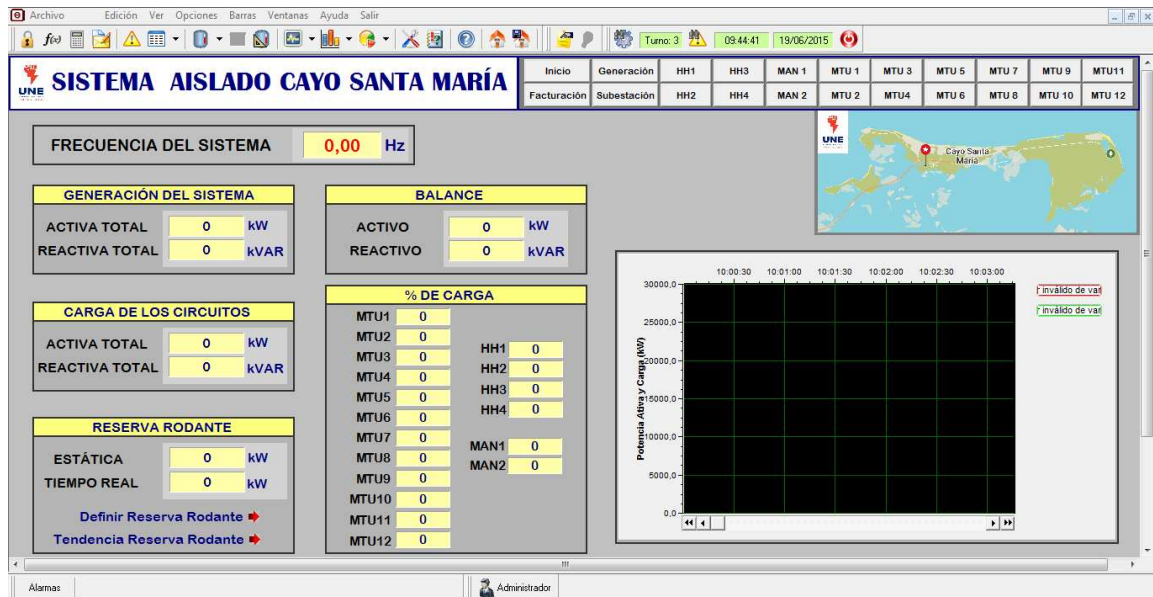 Archivo Edición Ver Opciones Barras Ventanas Ayuda Salir
f(x) Turno: 3 09:44:41 19/06/2015
UNE SISTEMA AISLADO CAYO SANTA MARÍA
Inicio Generación HH1 HH3 MAN 1 MTU 1 MTU 3 MTU 5 MTU 7 MTU 9 MTU11
Facturación Subestación HH2 HH4 MAN 2 MTU 2 MTU4 MTU 6 MTU 8 MTU 10 MTU 12
FRECUENCIA DEL SISTEMA 0,00 Hz
UNE
Cayo Santa
María
GENERACIÓN DEL SISTEMA
ACTIVA TOTAL 0 kW
REACTIVA TOTAL 0 kVAR
BALANCE
ACTIVO 0 kW
REACTIVO 0 kVAR
CARGA DE LOS CIRCUITOS
ACTIVA TOTAL 0 kW
REACTIVA TOTAL 0 kVAR
RESERVA RODANTE
ESTÁTICA 0 kW
TIEMPO REAL 0 kW
Definir Reserva Rodante
Tendencia Reserva Rodante
% DE CARGA
MTU1 0
MTU2 0
MTU3 0
MTU4 0
MTU5 0
MTU6 0
MTU7 0
MTU8 0
MTU9 0
MTU10 0
MTU11 0
MTU12 0
HH1 0
HH2 0
HH3 0
HH4 0
MAN1 0
MAN2 0
10:00:30 10:01:00 10:01:30 10:02:00 10:02:30 10:03:00
Potencia Ativa y Carga (kW)
30000,0
25000,0
20000,0
15000,0
10000,0
5000,0
0,0
r inválido de var
r inválido de var
Alarmas Administrador